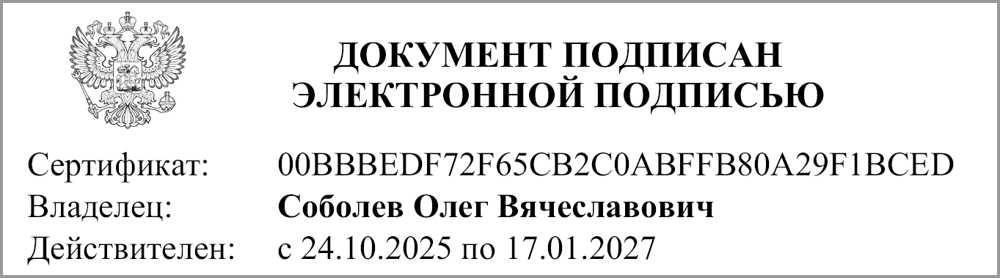 ДОКУМЕНТ ПОДПИСАН
ЭЛЕКТРОННОЙ ПОДПИСЬЮ
Сертификат: 00BBBEDF72F65CB2C0ABFFB80A29F1BCED
Владелец: Соболев Олег Вячеславович
Действителен: с 24.10.2025 по 17.01.2027